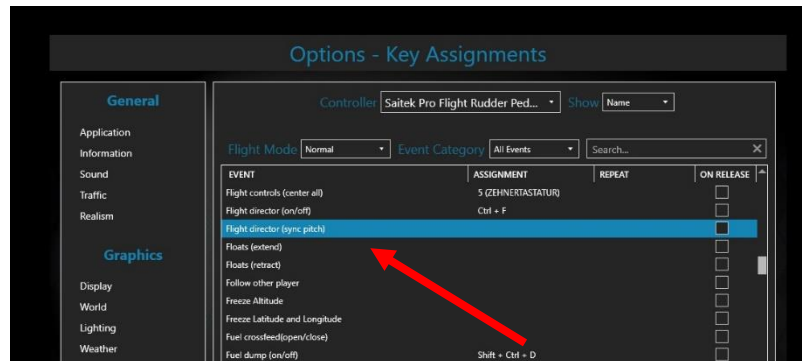 Options - Key Assignments
General
Application
Information
Sound
Traffic
Realism
Graphics
Display
World
Lighting
Weather
Controller Saitek Pro Flight Rudder Ped... Show Name
Flight Mode Normal Event Category All Events Search...
EVENT ASSIGNMENT REPEAT ON RELEASE
Flight controls (center all) 5 (ZEHNERTASTATUR)
Flight director (on/off) Ctrl + F
Flight director (sync pitch)
Floats (extend)
Floats (retract)
Follow other player
Freeze Altitude
Freeze Latitude and Longitude
Fuel crossfeed(open/close)
Fuel dump (on/off) Shift + Ctrl + D